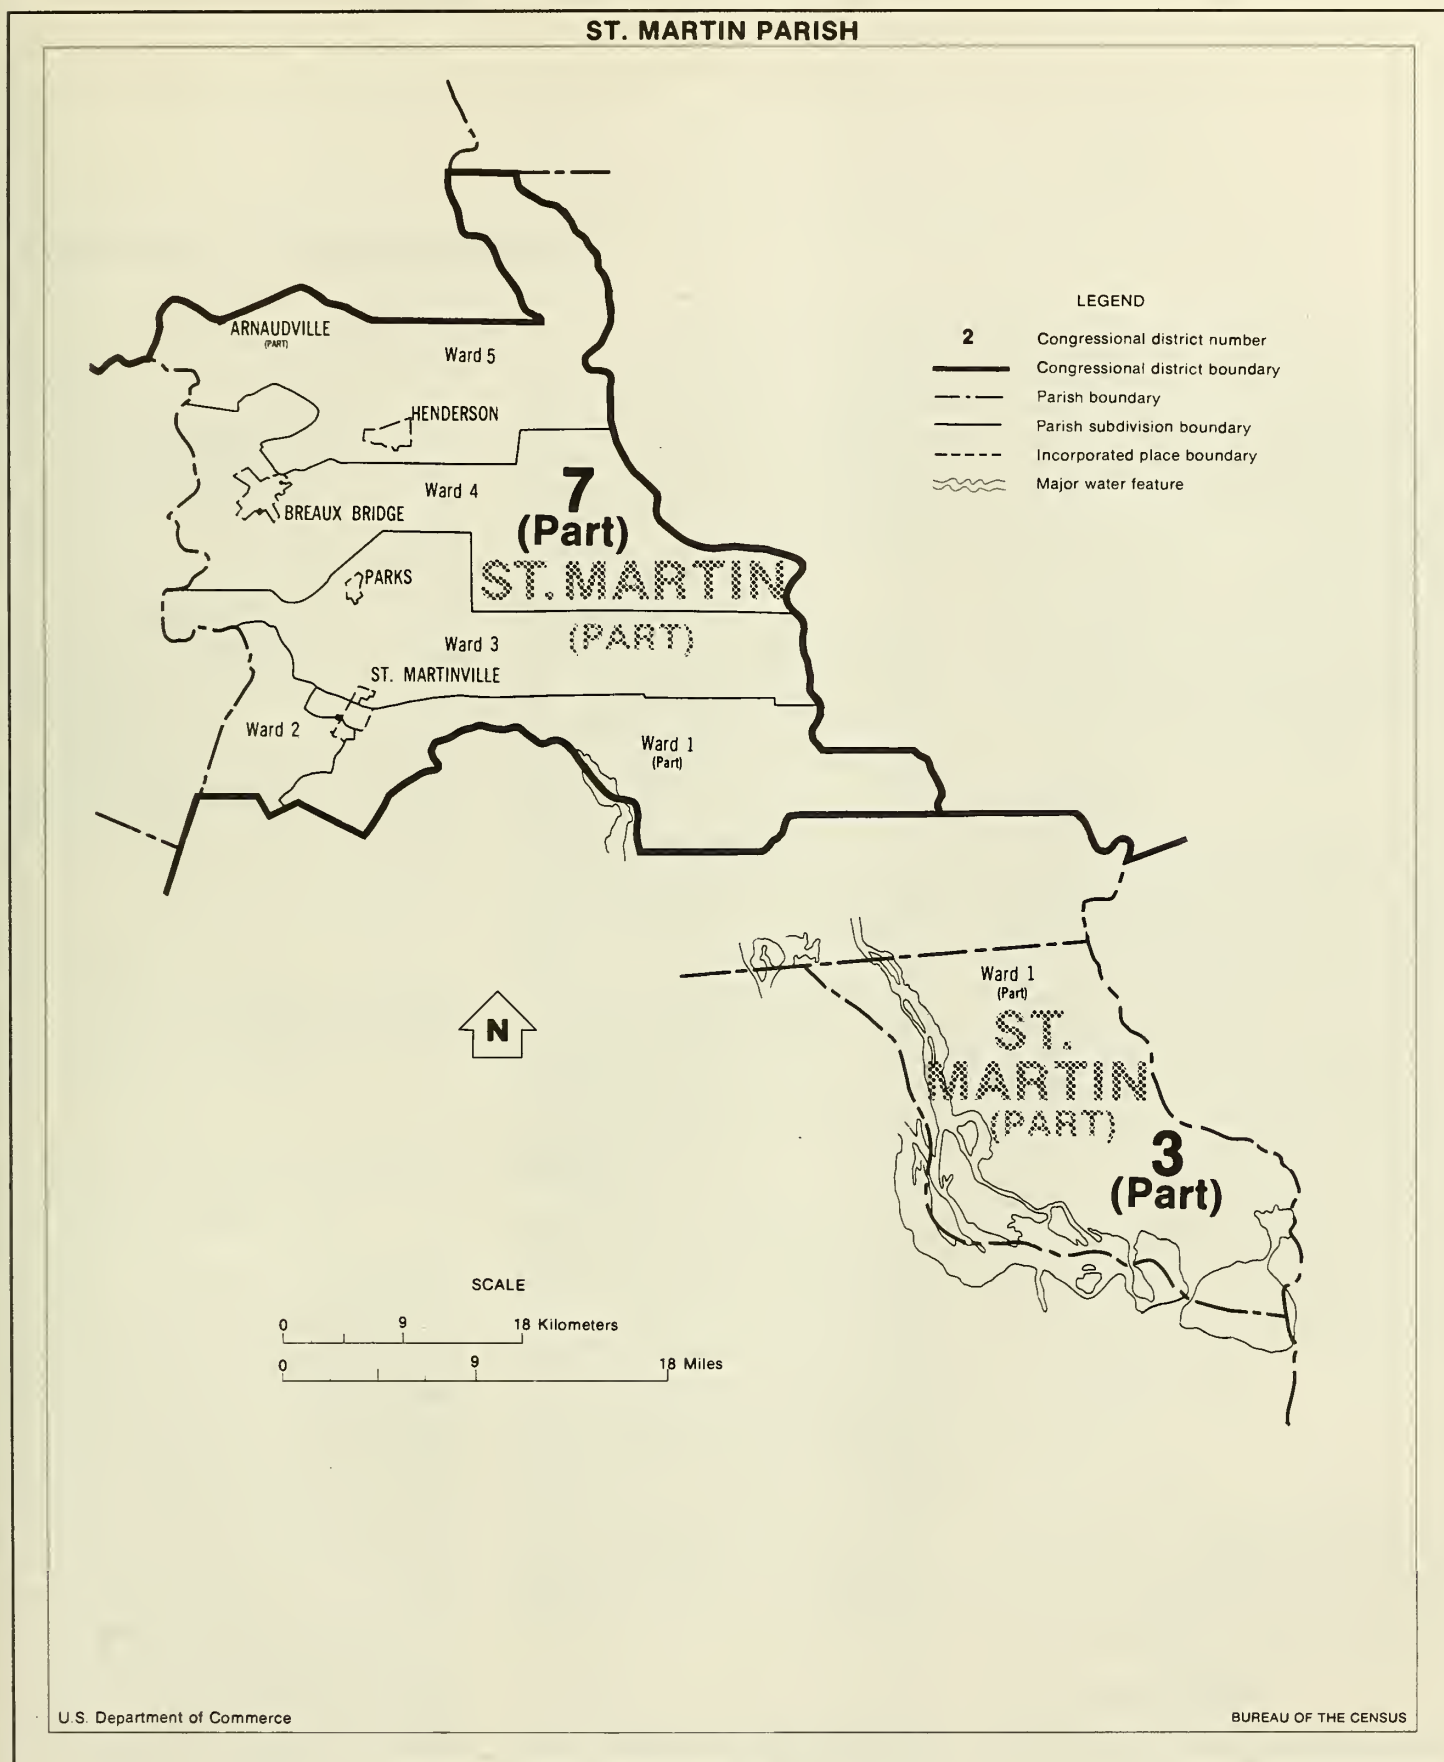 ST. MARTIN PARISH
ARNAUDVILLE
(PART)
Ward 5
HENDERSON
Ward 4
BREAUX BRIDGE
7
(Part)
ST. MARTIN
(PART)
PARKS
Ward 3
ST. MARTINVILLE
Ward 2
Ward 1
(Part)
LEGEND
2 Congressional district number
Congressional district boundary
Parish boundary
Parish subdivision boundary
Incorporated place boundary
Major water feature
Ward 1
(Part)
ST.
MARTIN
(PART)
3
(Part)
N
SCALE
0 9 18 Kilometers
0 9 18 Miles
U.S. Department of Commerce
BUREAU OF THE CENSUS